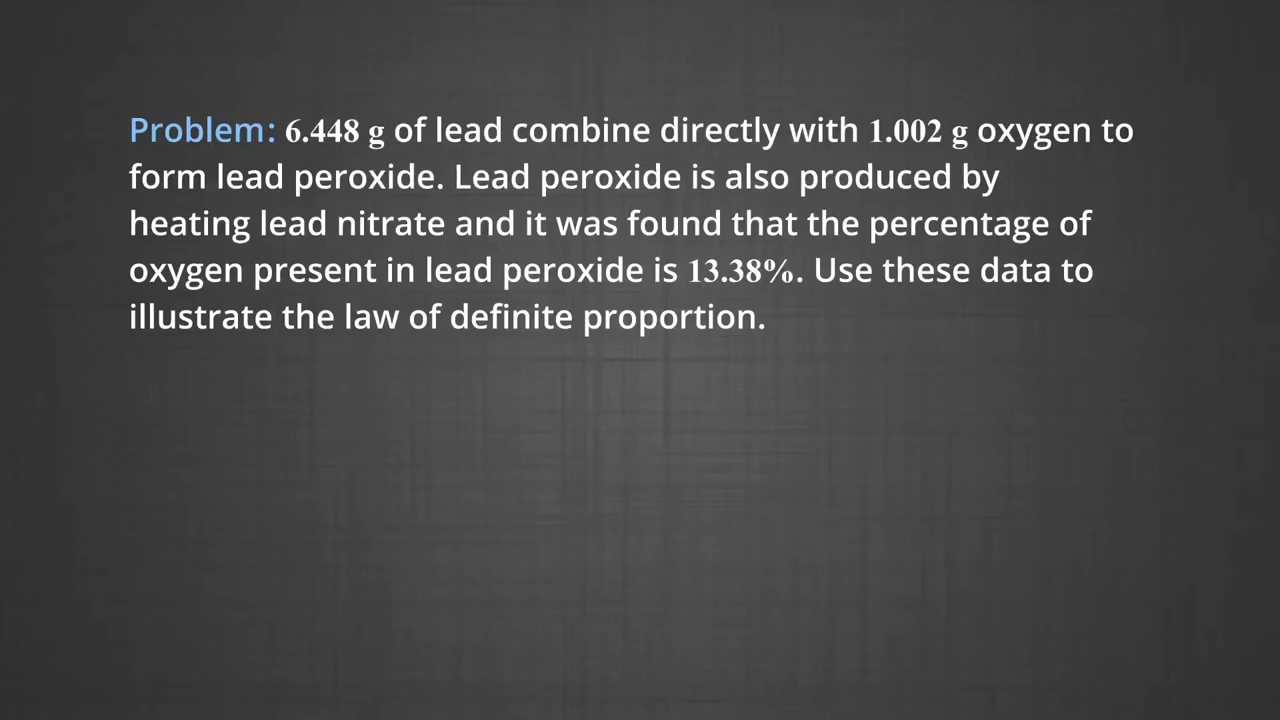 Problem: 6.448 g of lead combine directly with 1.002 g oxygen to
form lead peroxide. Lead peroxide is also produced by
heating lead nitrate and it was found that the percentage of
oxygen present in lead peroxide is 13.38%. Use these data to
illustrate the law of definite proportion.